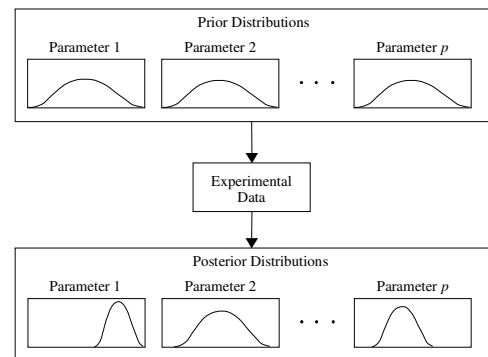 Prior Distributions
Parameter 1 Parameter 2 Parameter p
. . .
Experimental
Data
Posterior Distributions
Parameter 1 Parameter 2 Parameter p
. . .